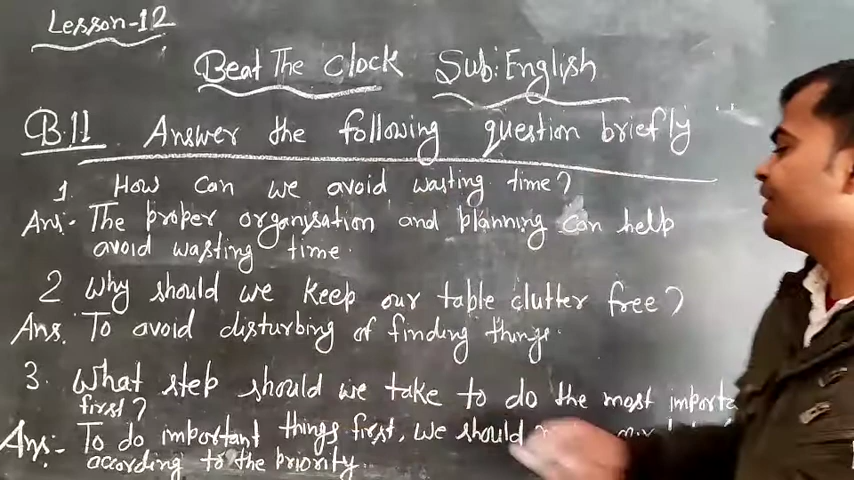 Lesson-12
Beat The Clock Sub: English
B.11 Answer the following question briefly
1. How can we avoid wasting time?
Ans:- The proper organisation and planning can help
avoid wasting time.
2 Why should we keep our table clutter free?
Ans. To avoid disturbing of finding things.
3. What step should we take to do the most
first?
Ans:- To do important things first, we should
according to the priority.